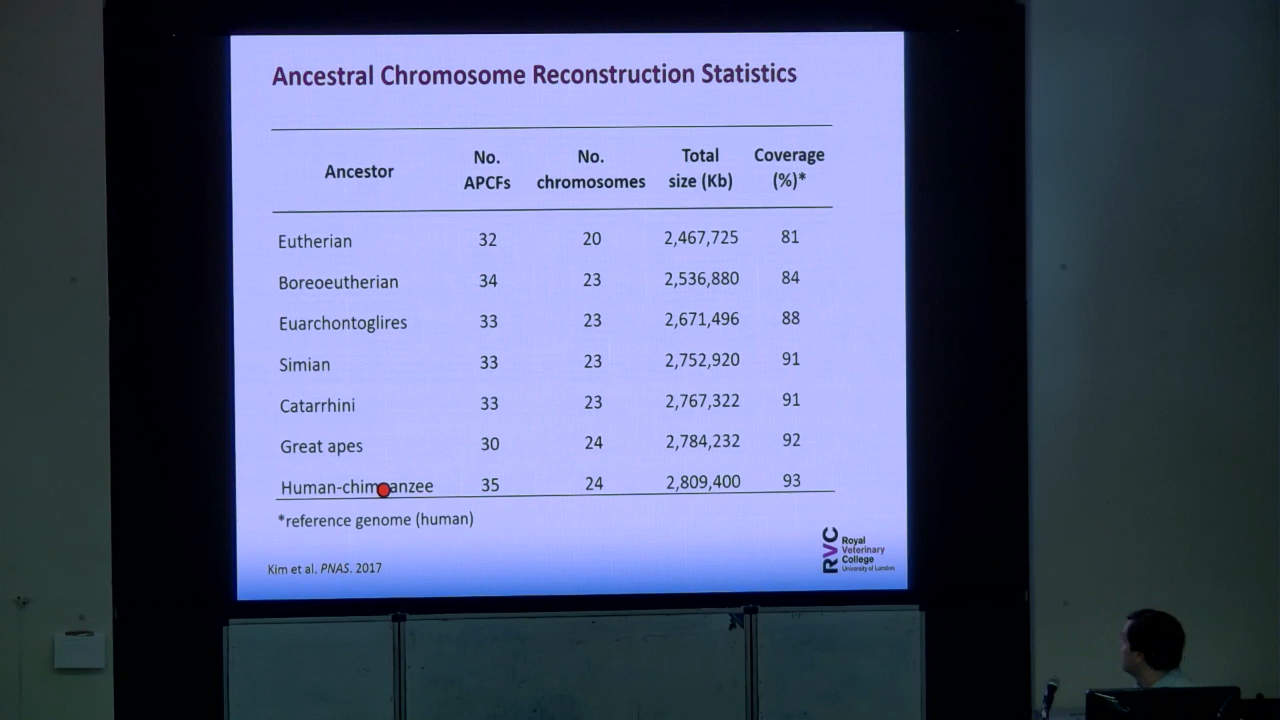 Ancestral Chromosome Reconstruction Statistics
Ancestor No. APCFs No. chromosomes Total size (Kb) Coverage (%)*
Eutherian 32 20 2,467,725 81
Boreoeutherian 34 23 2,536,880 84
Euarchontoglires 33 23 2,671,496 88
Simian 33 23 2,752,920 91
Catarrhini 33 23 2,767,322 91
Great apes 30 24 2,784,232 92
Human-chimpanzee 35 24 2,809,400 93
*reference genome (human)
Kim et al. PNAS. 2017
RVC
Royal
Veterinary
College
University of London